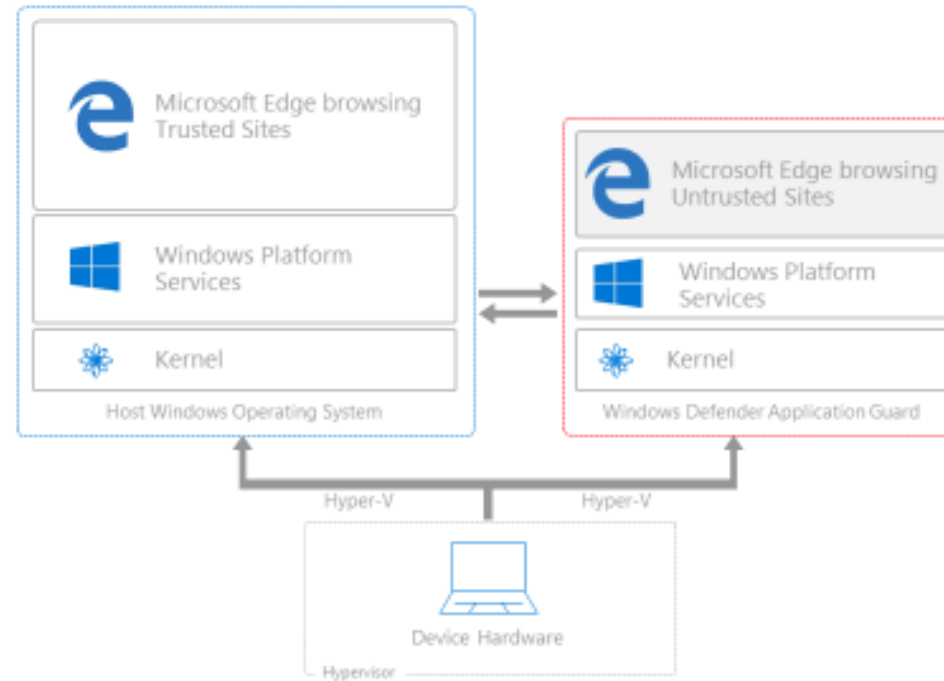 Microsoft Edge browsing
Trusted Sites
Windows Platform
Services
Kernel
Host Windows Operating System
Microsoft Edge browsing
Untrusted Sites
Windows Platform
Services
Kernel
Windows Defender Application Guard
Hyper-V
Hyper-V
Device Hardware
Hypervisor